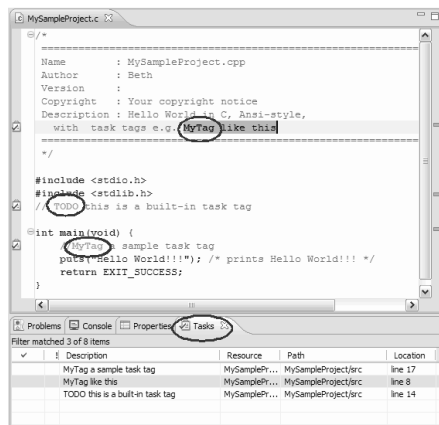 MySampleProject.c
/*
============================================================
Name : MySampleProject.cpp
Author : Beth
Version :
Copyright : Your copyright notice
Description : Hello World in C, Ansi-style,
with task tags e.g. MyTag like this
============================================================
*/
#include <stdio.h>
#include <stdlib.h>
// TODO this is a built-in task tag
int main(void) {
//MyTag a sample task tag
puts("Hello World!!!"); /* prints Hello World!!! */
return EXIT_SUCCESS;
}
Problems Console Properties Tasks
Filter matched 3 of 8 items
! Description Resource Path Location
MyTag a sample task tag MySamplePr... MySampleProject/src line 17
MyTag like this MySamplePr... MySampleProject/src line 8
TODO this is a built-in task tag MySamplePr... MySampleProject/src line 14